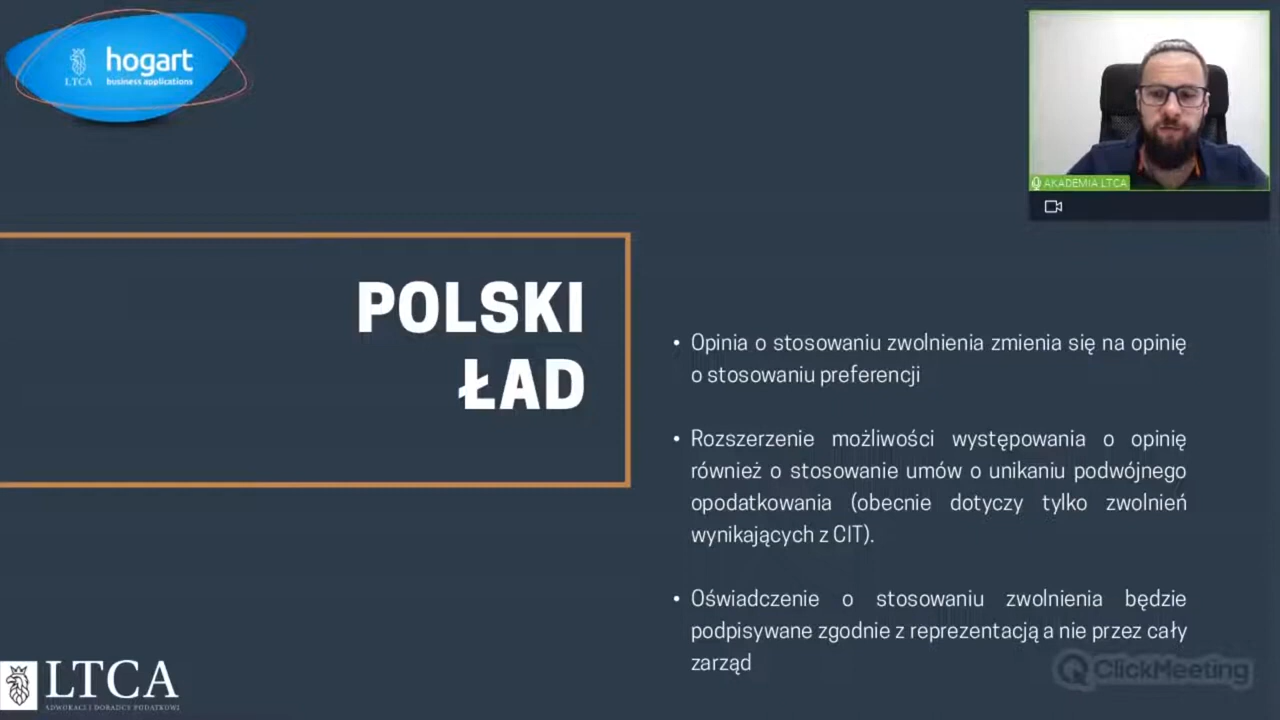 LTCA
hogart
business applications
AKADEMIA LTCA
POLSKI
ŁAD
• Opinia o stosowaniu zwolnienia zmienia się na opinię
o stosowaniu preferencji
• Rozszerzenie możliwości występowania o opinię
również o stosowanie umów o unikaniu podwójnego
opodatkowania (obecnie dotyczy tylko zwolnień
wynikających z CIT).
• Oświadczenie o stosowaniu zwolnienia będzie
podpisywane zgodnie z reprezentacją a nie przez cały
zarząd
ClickMeeting
LTCA
ADWOKACI I DORADCY PODATKOWI